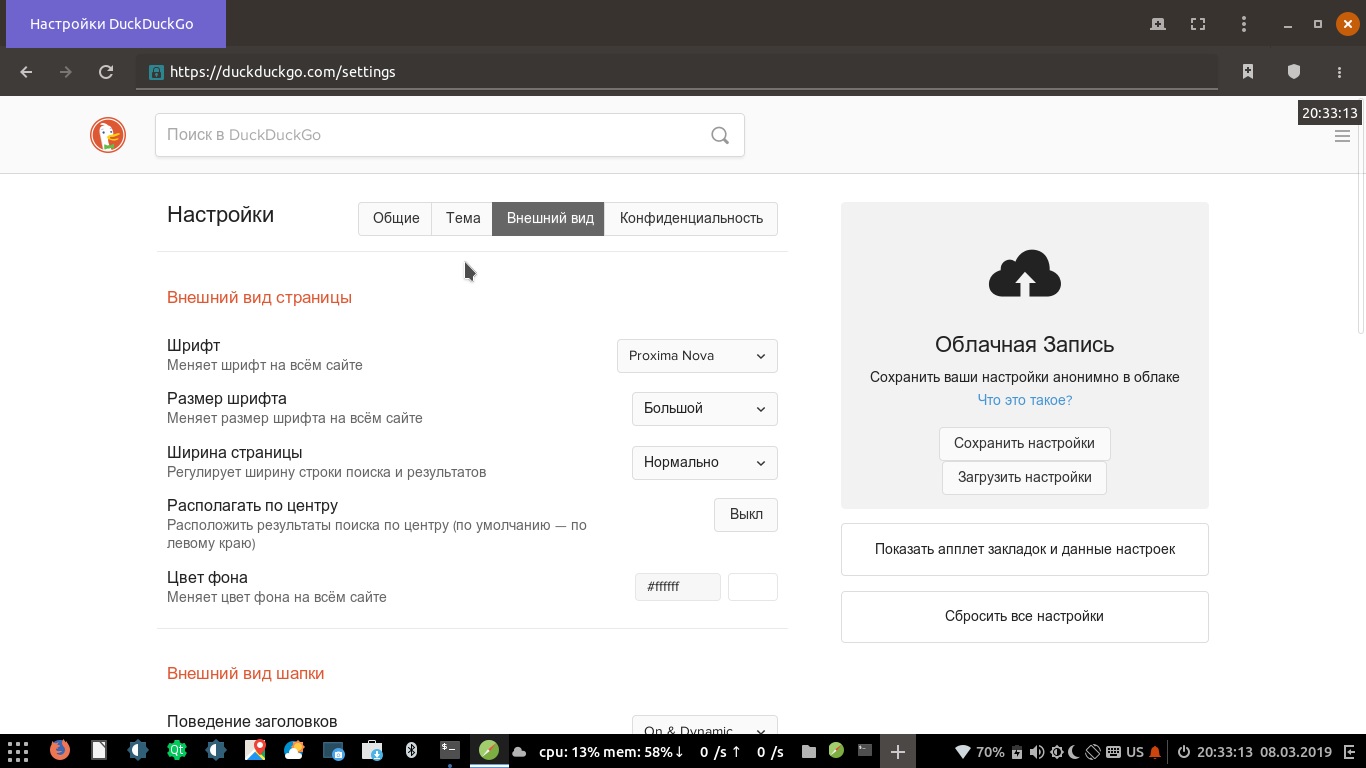 Настройки DuckDuckGo
https://duckduckgo.com/settings
20:33:13
Поиск в DuckDuckGo
Настройки
Общие
Тема
Внешний вид
Конфиденциальность
Внешний вид страницы
Шрифт
Меняет шрифт на всём сайте
Proxima Nova
Размер шрифта
Меняет размер шрифта на всём сайте
Большой
Ширина страницы
Регулирует ширину строки поиска и результатов
Нормально
Располагать по центру
Расположить результаты поиска по центру (по умолчанию — по
левому краю)
Выкл
Цвет фона
Меняет цвет фона на всём сайте
#ffffff
Внешний вид шапки
Поведение заголовков
On & Dynamic
Облачная Запись
Сохранить ваши настройки анонимно в облаке
Что это такое?
Сохранить настройки
Загрузить настройки
Показать апплет закладок и данные настроек
Сбросить все настройки
Qt
cpu: 13% mem: 58%↓ 0 /s ↑ 0 /s
70%
US
20:33:13 08.03.2019